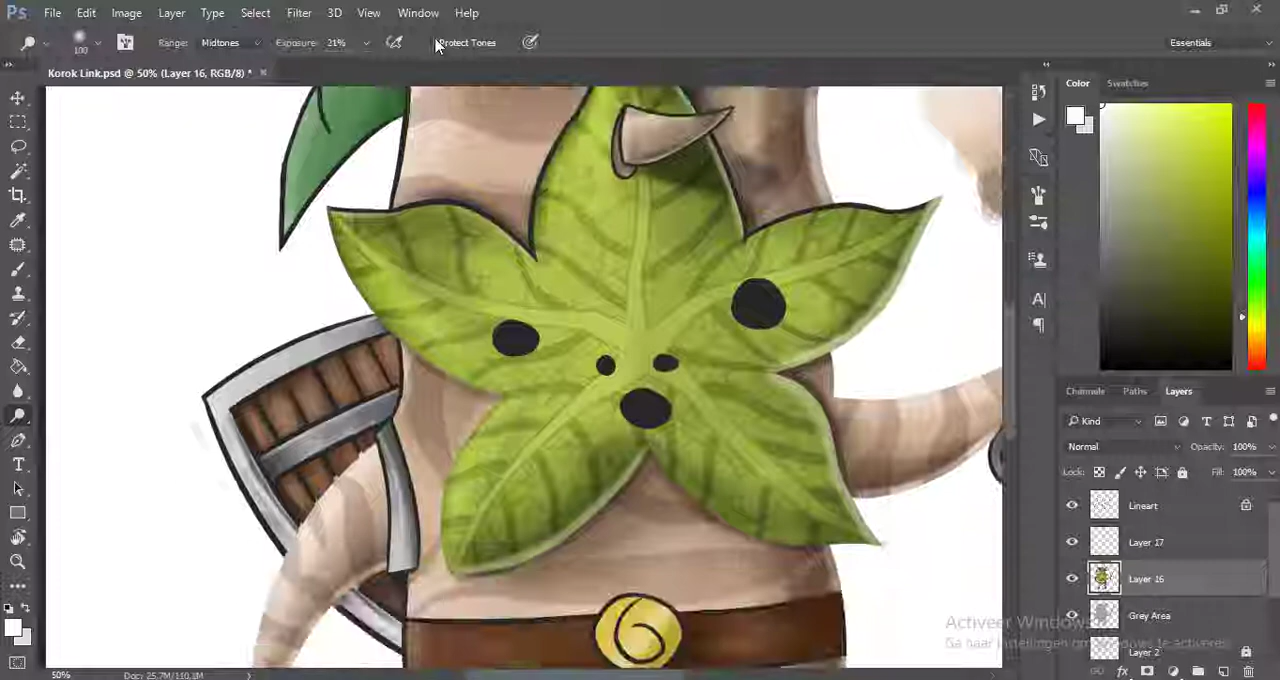 Ps File Edit Image Layer Type Select Filter 3D View Window Help
100 Range: Midtones Exposure: 21% Protect Tones Essentials
Korok Link.psd @ 50% (Layer 16, RGB/8) *
Color Swatches
Channels Paths Layers
Kind
Normal Opacity: 100%
Lock: Fill: 100%
Lineart
Layer 17
Layer 16
Grey Area
Layer 2
Activeer Windows
Ga naar Instellingen om Windows te activeren.
50% Doc: 25.7M/110.1M